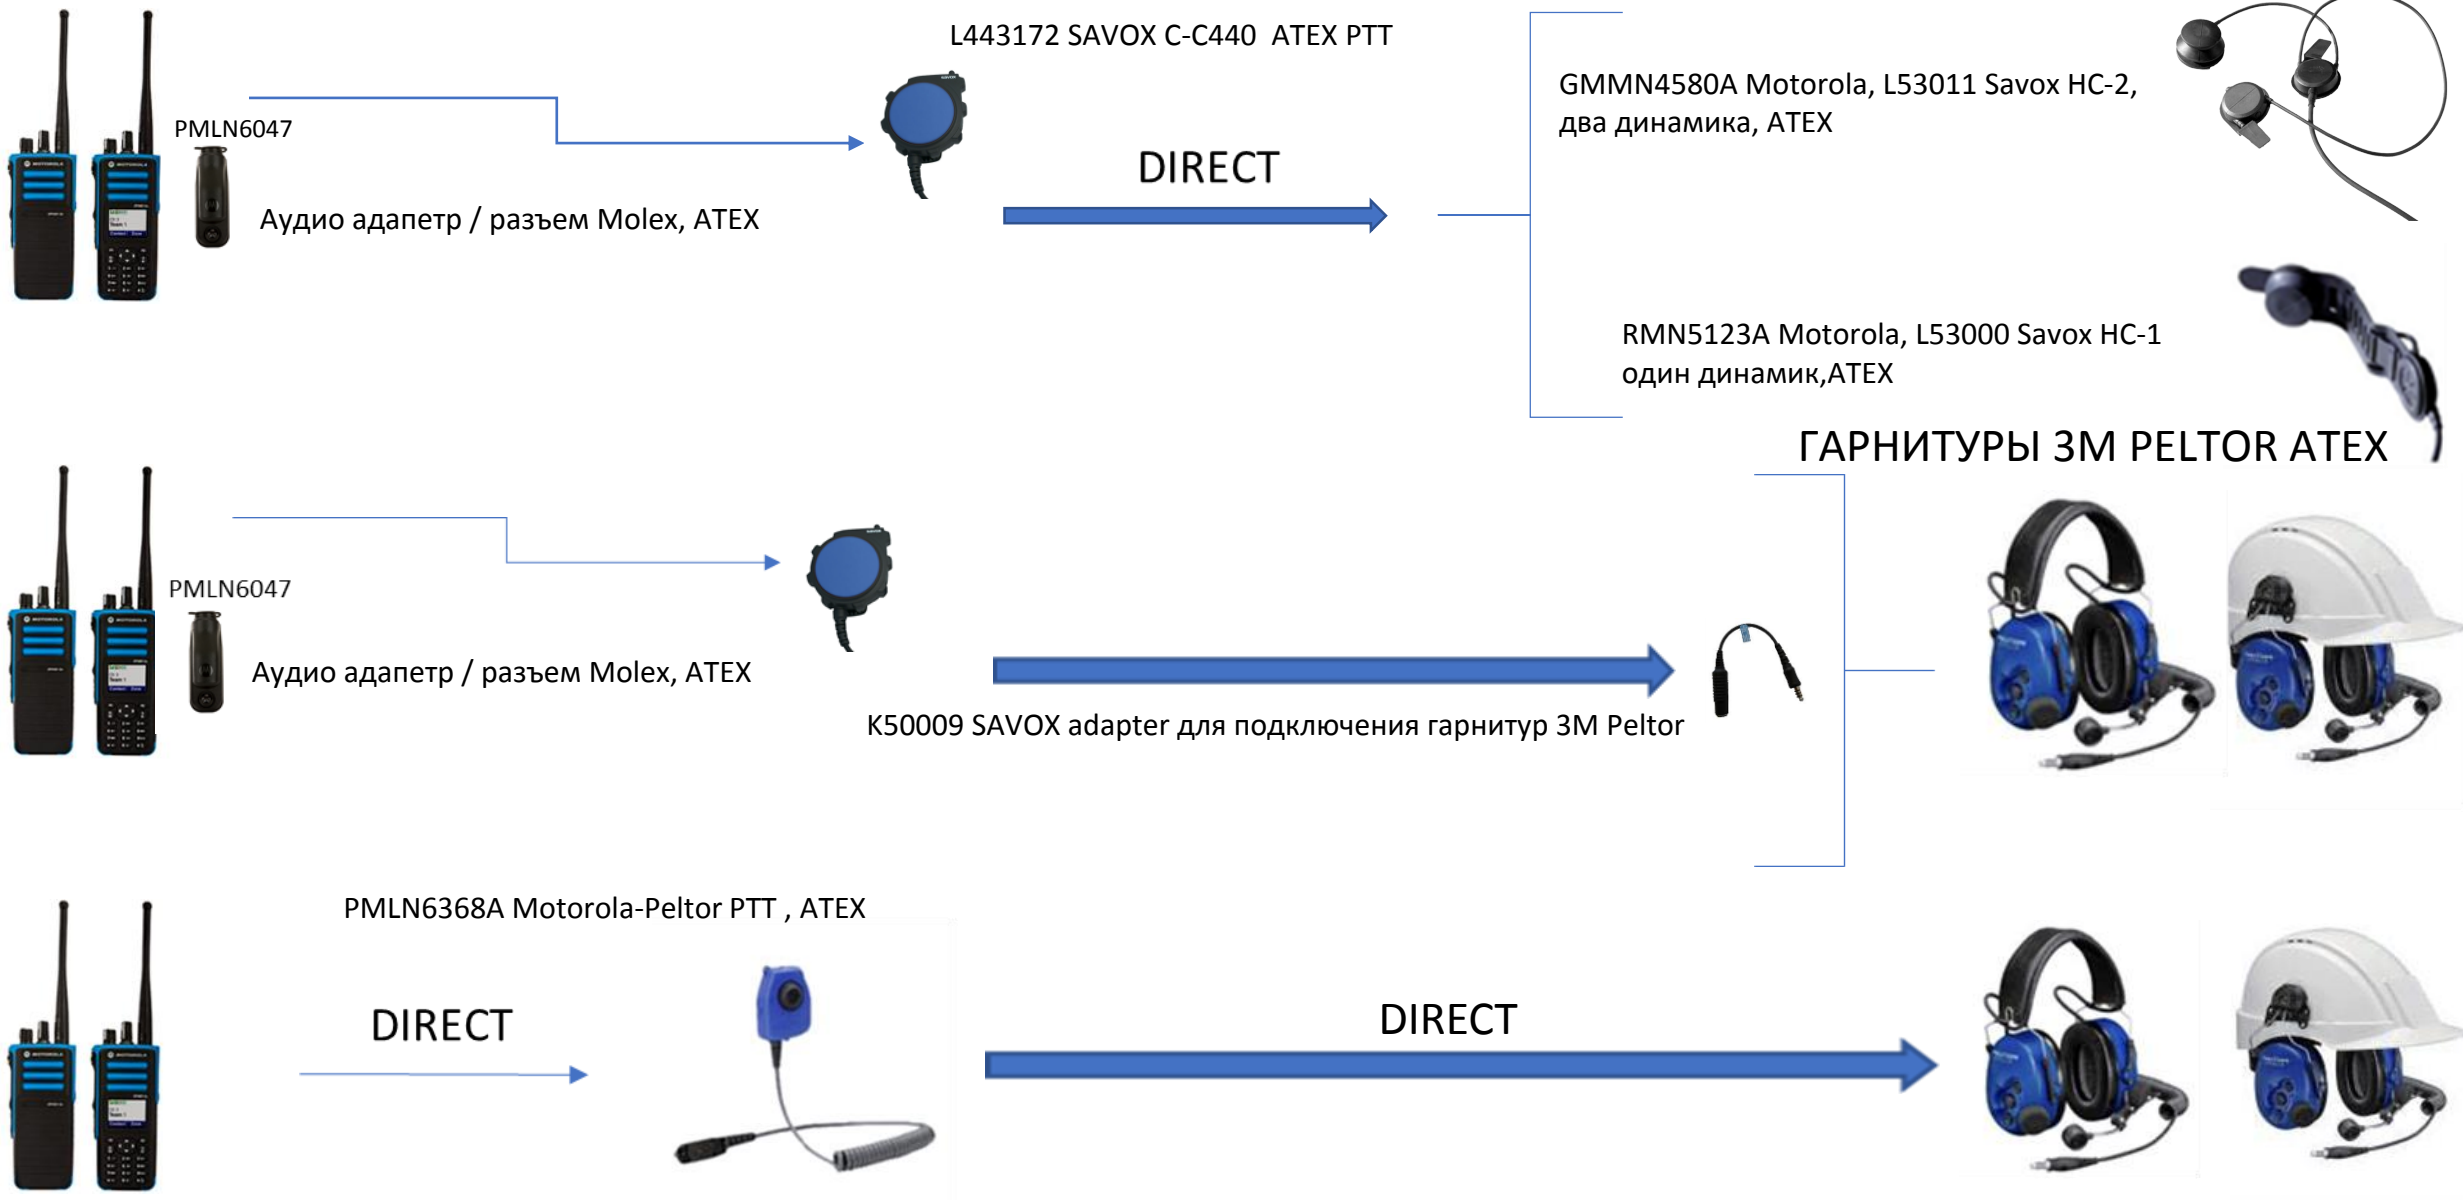 L443172 SAVOX C-C440 ATEX PTT
GMMN4580A Motorola, L53011 Savox HC-2,
два динамика, ATEX
PMLN6047
DIRECT
Аудио адапетр / разъем Molex, ATEX
RMN5123A Motorola, L53000 Savox HC-1
один динамик,ATEX
ГАРНИТУРЫ 3M PELTOR ATEX
PMLN6047
Аудио адапетр / разъем Molex, ATEX
K50009 SAVOX adapter для подключения гарнитур 3M Peltor
PMLN6368A Motorola-Peltor PTT , ATEX
DIRECT
DIRECT